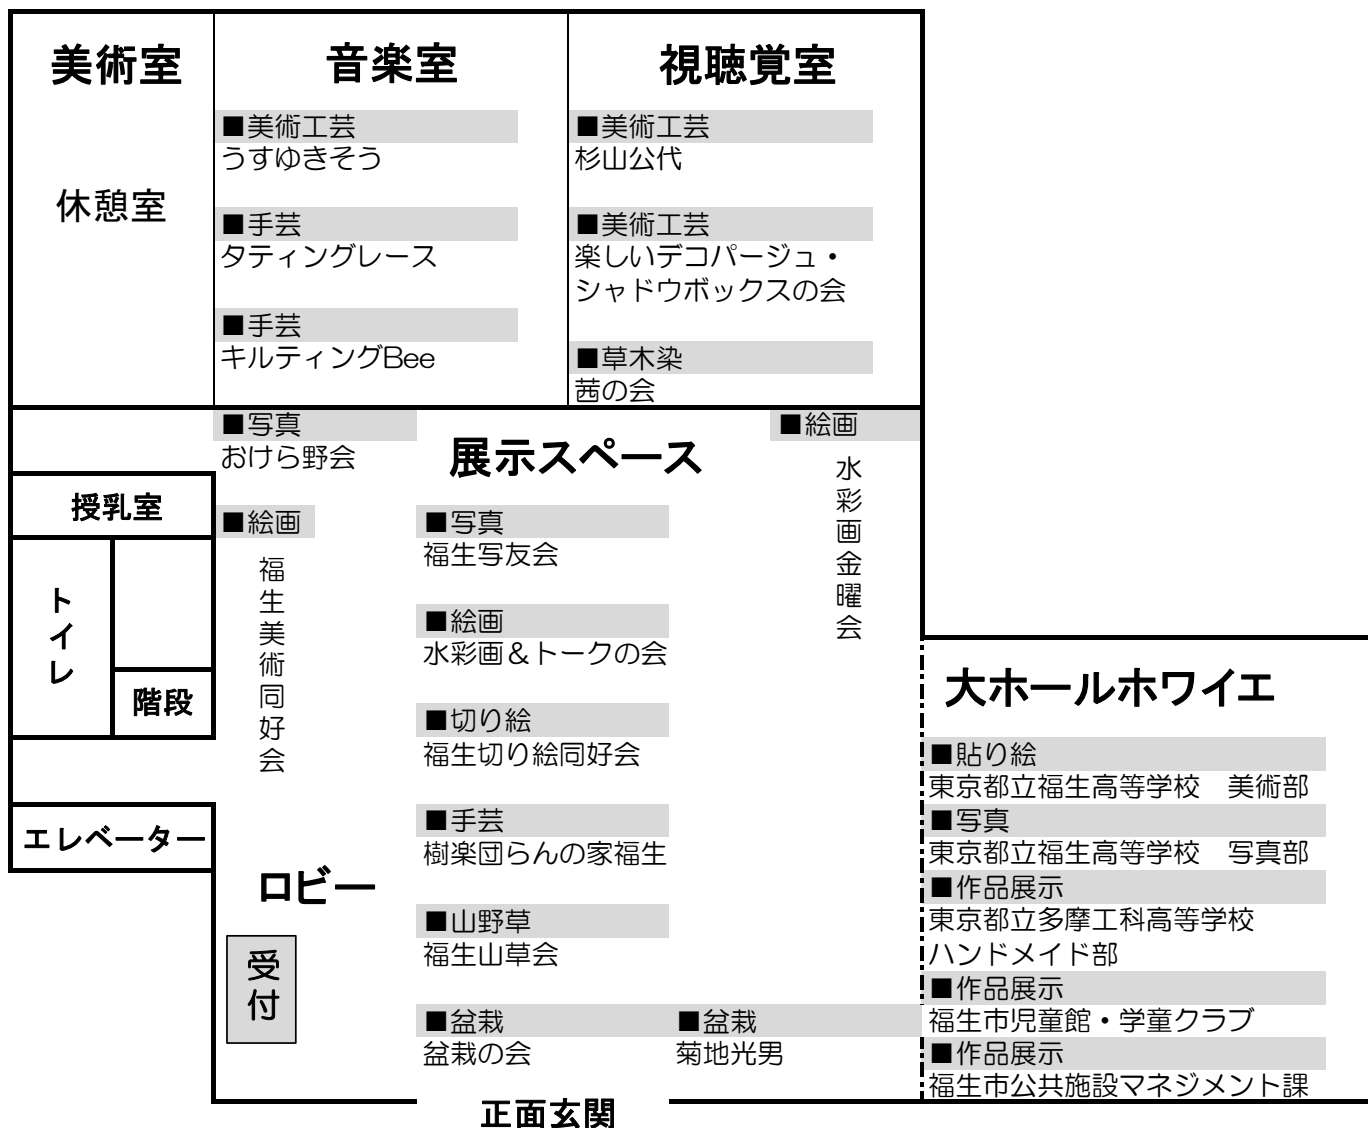 美術室
休憩室
音楽室
■美術工芸
うすゆきそう
■手芸
タティングレース
■手芸
キルティングBee
視聴覚室
■美術工芸
杉山公代
■美術工芸
楽しいデコパージュ・
シャドウボックスの会
■草木染
茜の会
授乳室
トイレ
階段
エレベーター
■写真
おけら野会
■絵画
福生美術同好会
ロビー
受付
展示スペース
■写真
福生写友会
■絵画
水彩画＆トークの会
■切り絵
福生切り絵同好会
■手芸
樹楽団らんの家福生
■山野草
福生山草会
■盆栽
盆栽の会
■盆栽
菊地光男
■絵画
水彩画金曜会
大ホールホワイエ
■貼り絵
東京都立福生高等学校　美術部
■写真
東京都立福生高等学校　写真部
■作品展示
東京都立多摩工科高等学校
ハンドメイド部
■作品展示
福生市児童館・学童クラブ
■作品展示
福生市公共施設マネジメント課
正面玄関